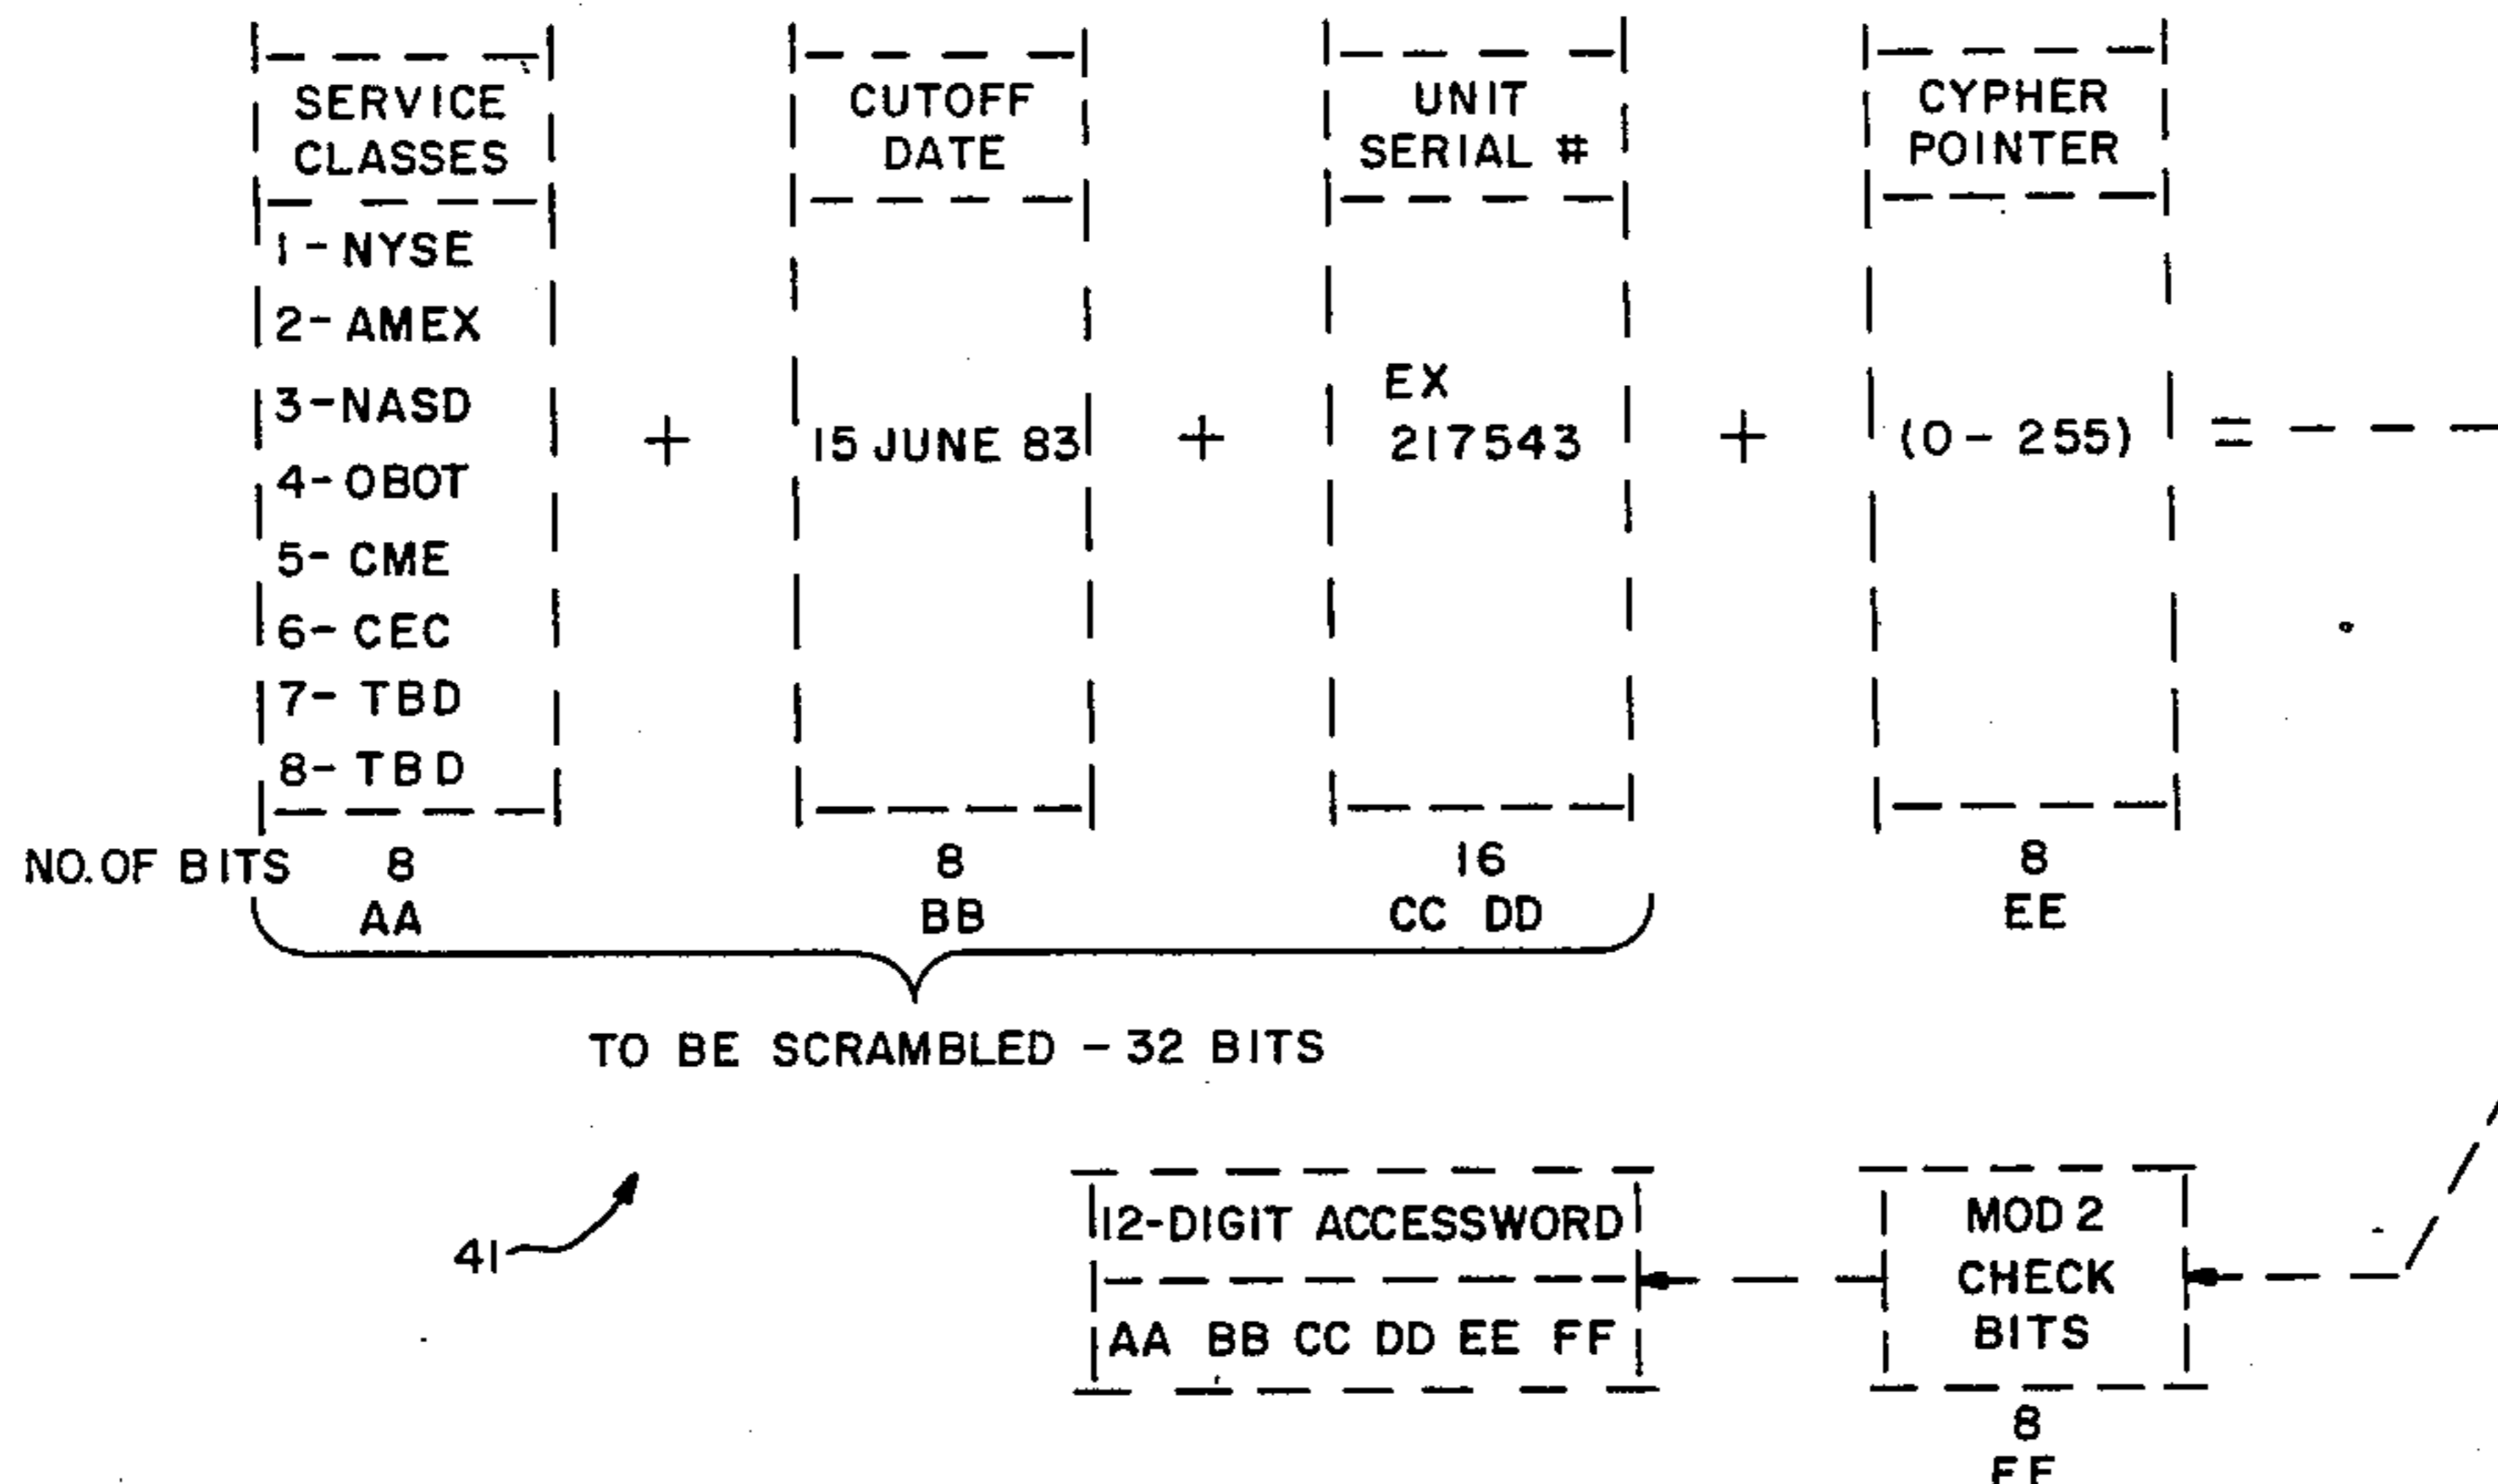 SERVICE
CLASSES
1-NYSE
2-AMEX
3-NASD
4-OBOT
5-CME
6-CEC
7-TBD
8-TBD
+
CUTOFF
DATE
15 JUNE 83
+
UNIT
SERIAL #
EX
217543
+
CYPHER
POINTER
(0-255)
=
NO. OF BITS 8 8 16 8
AA BB CC DD EE
TO BE SCRAMBLED - 32 BITS
41
12-DIGIT ACCESSWORD
AA BB CC DD EE FF
MOD 2
CHECK
BITS
8
FF